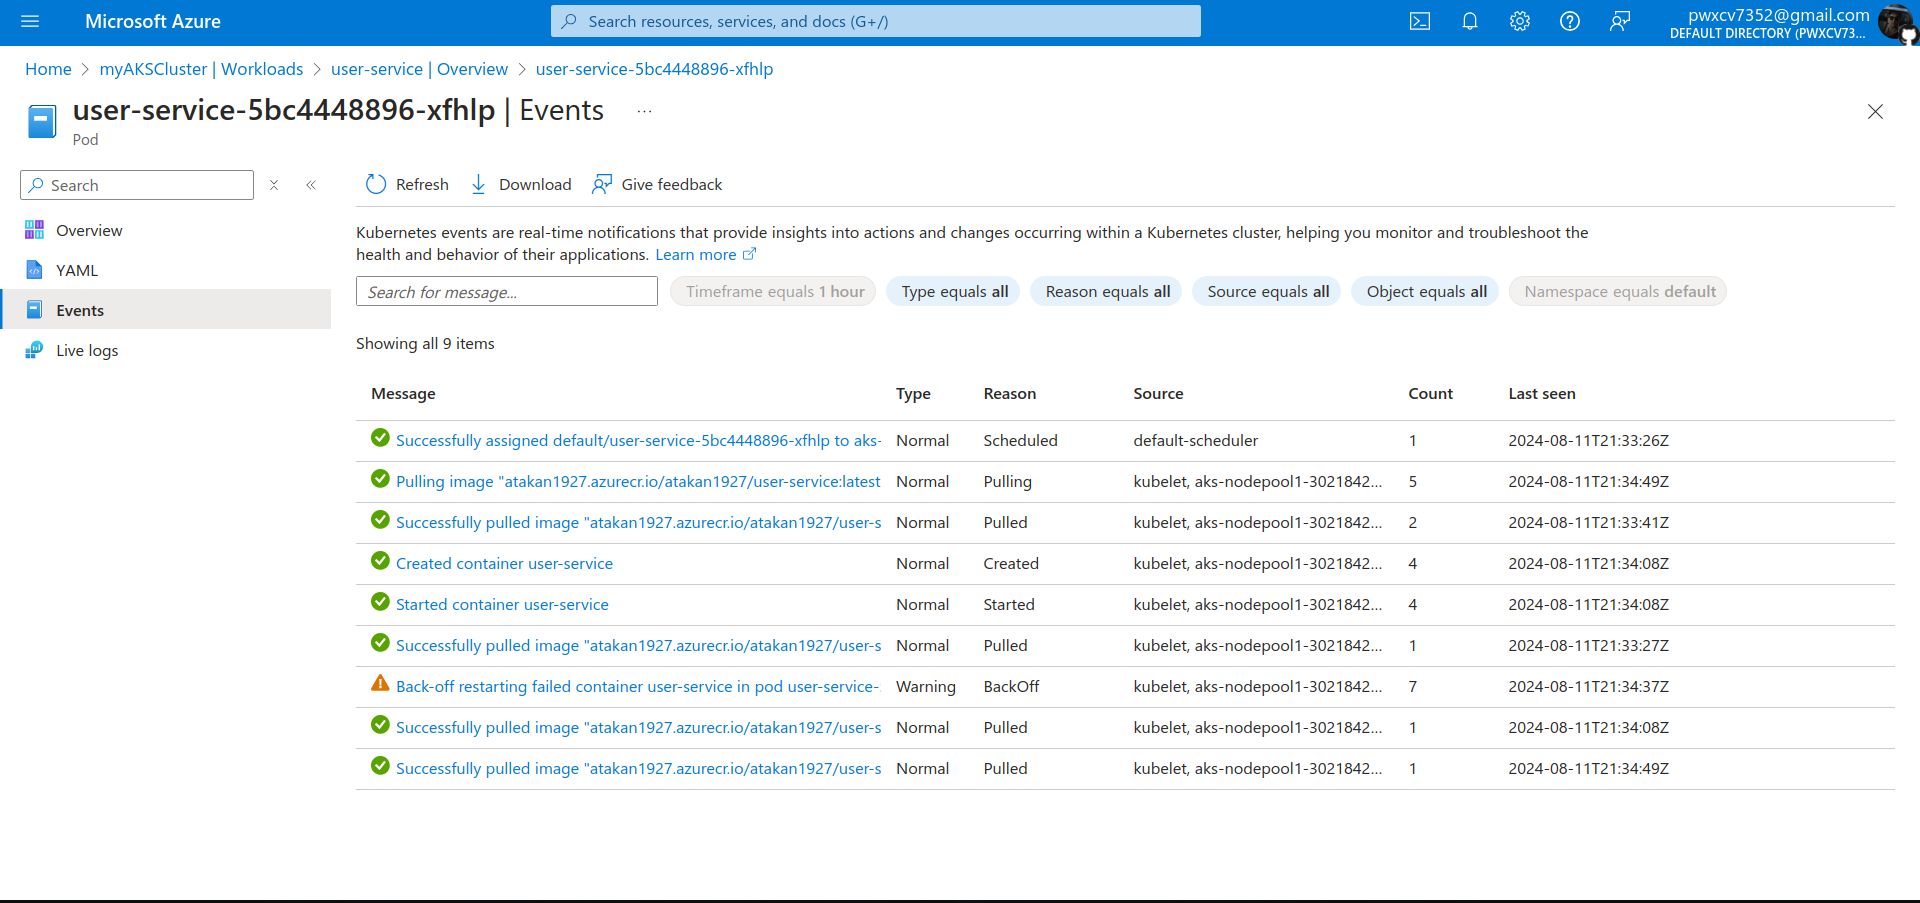 Microsoft Azure
Search resources, services, and docs (G+/)
pwxcv7352@gmail.com
DEFAULT DIRECTORY (PWXCV73...
Home > myAKSCluster | Workloads > user-service | Overview > user-service-5bc4448896-xfhlp
user-service-5bc4448896-xfhlp | Events ...
Pod
Search
Refresh Download Give feedback
Overview
YAML
Events
Live logs
Kubernetes events are real-time notifications that provide insights into actions and changes occurring within a Kubernetes cluster, helping you monitor and troubleshoot the
health and behavior of their applications. Learn more
Search for message...
Timeframe equals 1 hour
Type equals all
Reason equals all
Source equals all
Object equals all
Namespace equals default
Showing all 9 items
Message Type Reason Source Count Last seen
Successfully assigned default/user-service-5bc4448896-xfhlp to aks- Normal Scheduled default-scheduler 1 2024-08-11T21:33:26Z
Pulling image "atakan1927.azurecr.io/atakan1927/user-service:latest Normal Pulling kubelet, aks-nodepool1-3021842... 5 2024-08-11T21:34:49Z
Successfully pulled image "atakan1927.azurecr.io/atakan1927/user-s Normal Pulled kubelet, aks-nodepool1-3021842... 2 2024-08-11T21:33:41Z
Created container user-service Normal Created kubelet, aks-nodepool1-3021842... 4 2024-08-11T21:34:08Z
Started container user-service Normal Started kubelet, aks-nodepool1-3021842... 4 2024-08-11T21:34:08Z
Successfully pulled image "atakan1927.azurecr.io/atakan1927/user-s Normal Pulled kubelet, aks-nodepool1-3021842... 1 2024-08-11T21:33:27Z
Back-off restarting failed container user-service in pod user-service- Warning BackOff kubelet, aks-nodepool1-3021842... 7 2024-08-11T21:34:37Z
Successfully pulled image "atakan1927.azurecr.io/atakan1927/user-s Normal Pulled kubelet, aks-nodepool1-3021842... 1 2024-08-11T21:34:08Z
Successfully pulled image "atakan1927.azurecr.io/atakan1927/user-s Normal Pulled kubelet, aks-nodepool1-3021842... 1 2024-08-11T21:34:49Z